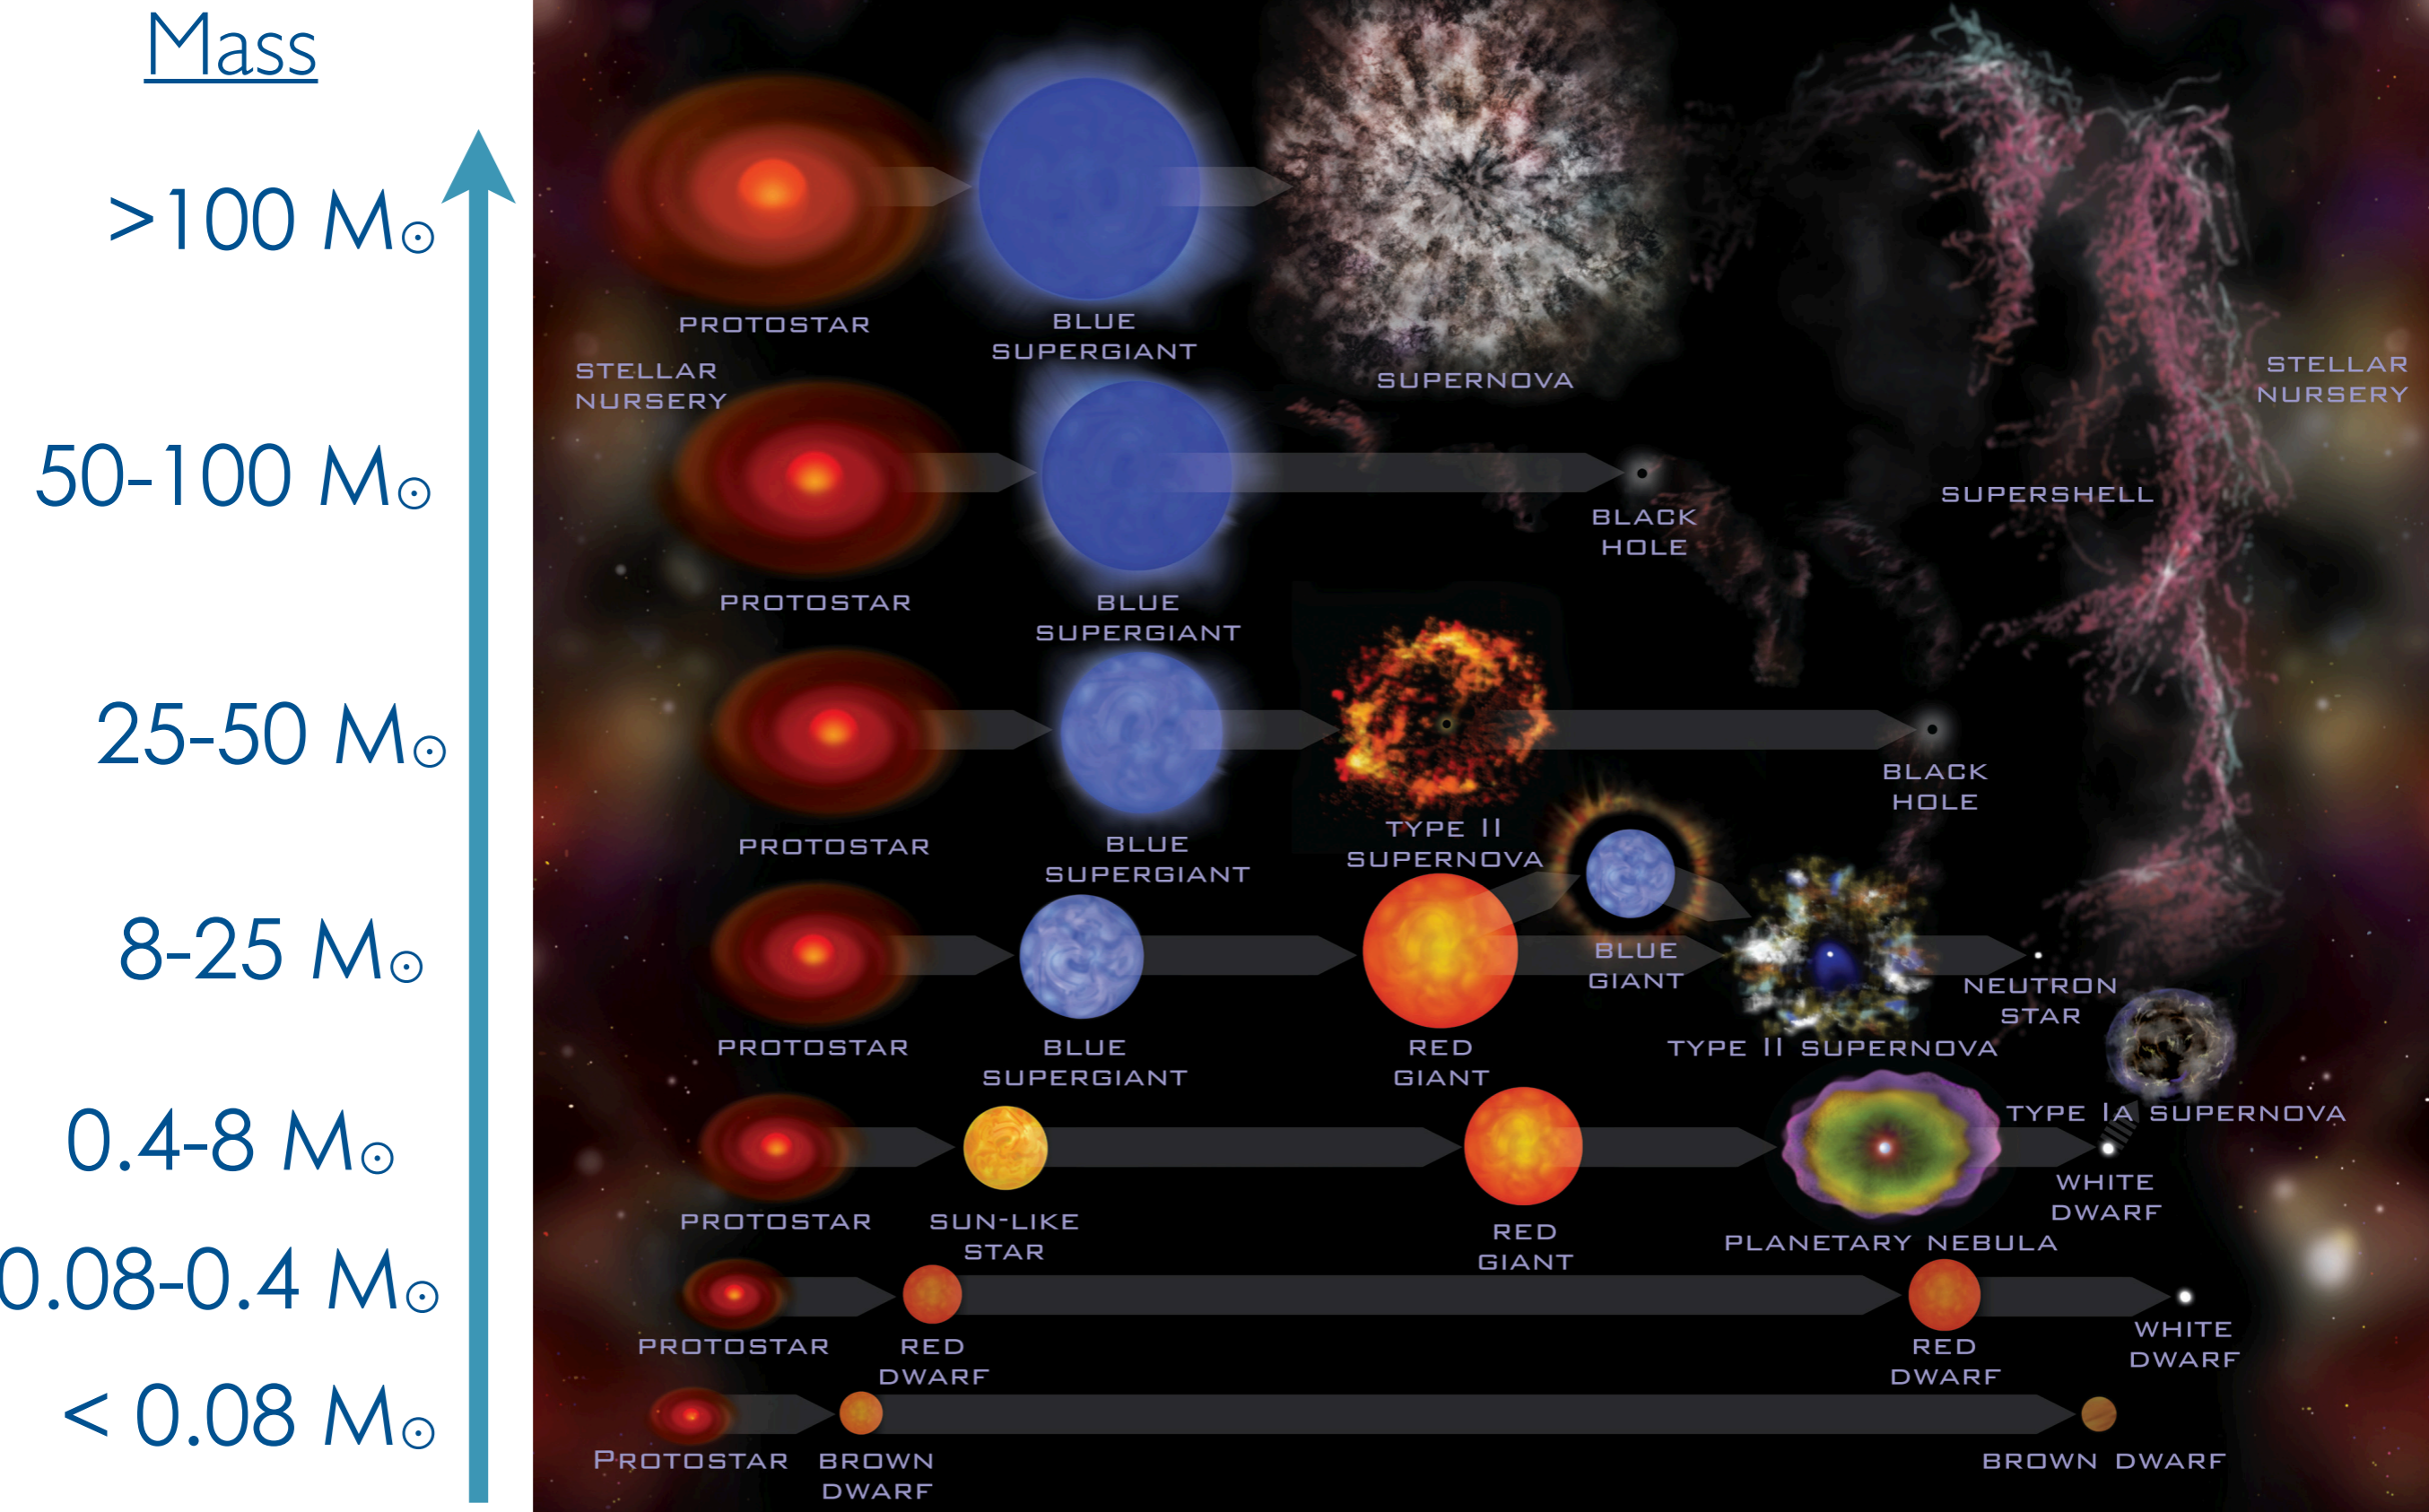 Mass
>100 M☉
50-100 M☉
25-50 M☉
8-25 M☉
0.4-8 M☉
0.08-0.4 M☉
< 0.08 M☉
PROTOSTAR
BLUE
SUPERGIANT
SUPERNOVA
STELLAR
NURSERY
STELLAR
NURSERY
SUPERSHELL
PROTOSTAR
BLUE
SUPERGIANT
BLACK
HOLE
PROTOSTAR
BLUE
SUPERGIANT
TYPE II
SUPERNOVA
BLACK
HOLE
PROTOSTAR
BLUE
SUPERGIANT
RED
GIANT
BLUE
GIANT
TYPE II SUPERNOVA
NEUTRON
STAR
PROTOSTAR
SUN-LIKE
STAR
RED
GIANT
PLANETARY NEBULA
TYPE IA SUPERNOVA
WHITE
DWARF
PROTOSTAR
RED
DWARF
RED
DWARF
WHITE
DWARF
PROTOSTAR
BROWN
DWARF
BROWN DWARF